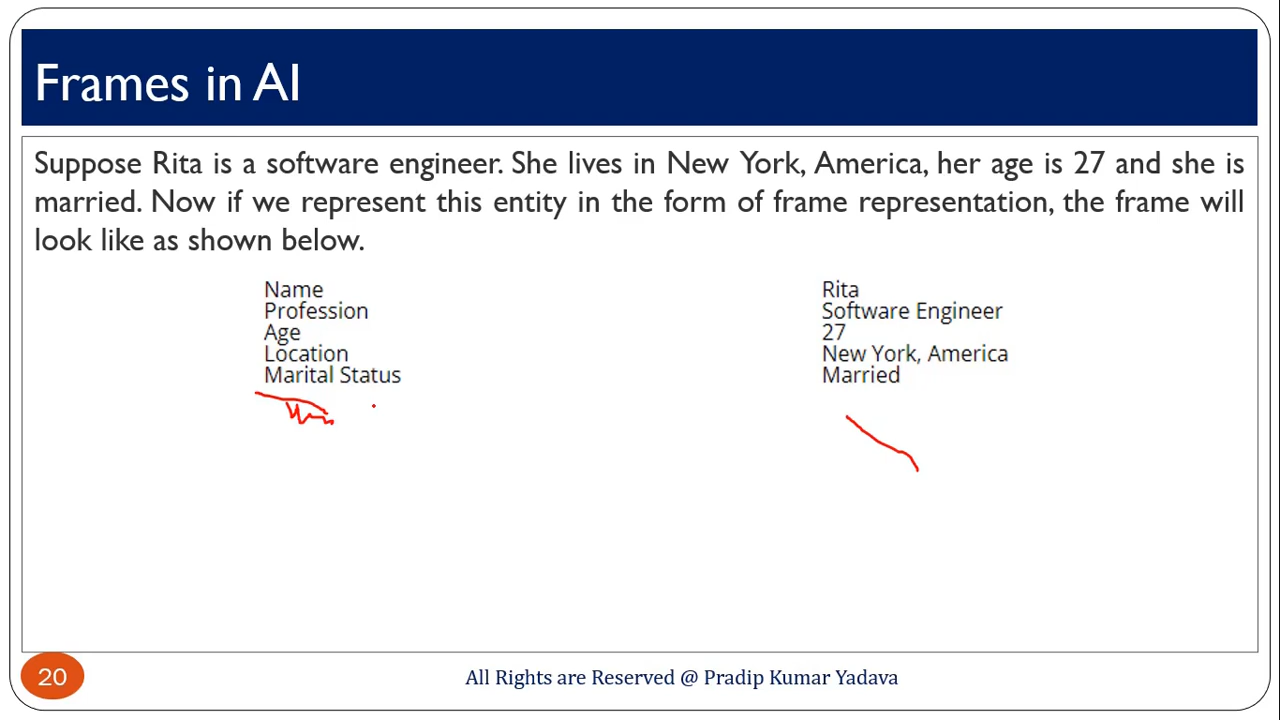 Frames in AI
Suppose Rita is a software engineer. She lives in New York, America, her age is 27 and she is
married. Now if we represent this entity in the form of frame representation, the frame will
look like as shown below.
Name Rita
Profession Software Engineer
Age 27
Location New York, America
Marital Status Married
20
All Rights are Reserved @ Pradip Kumar Yadava